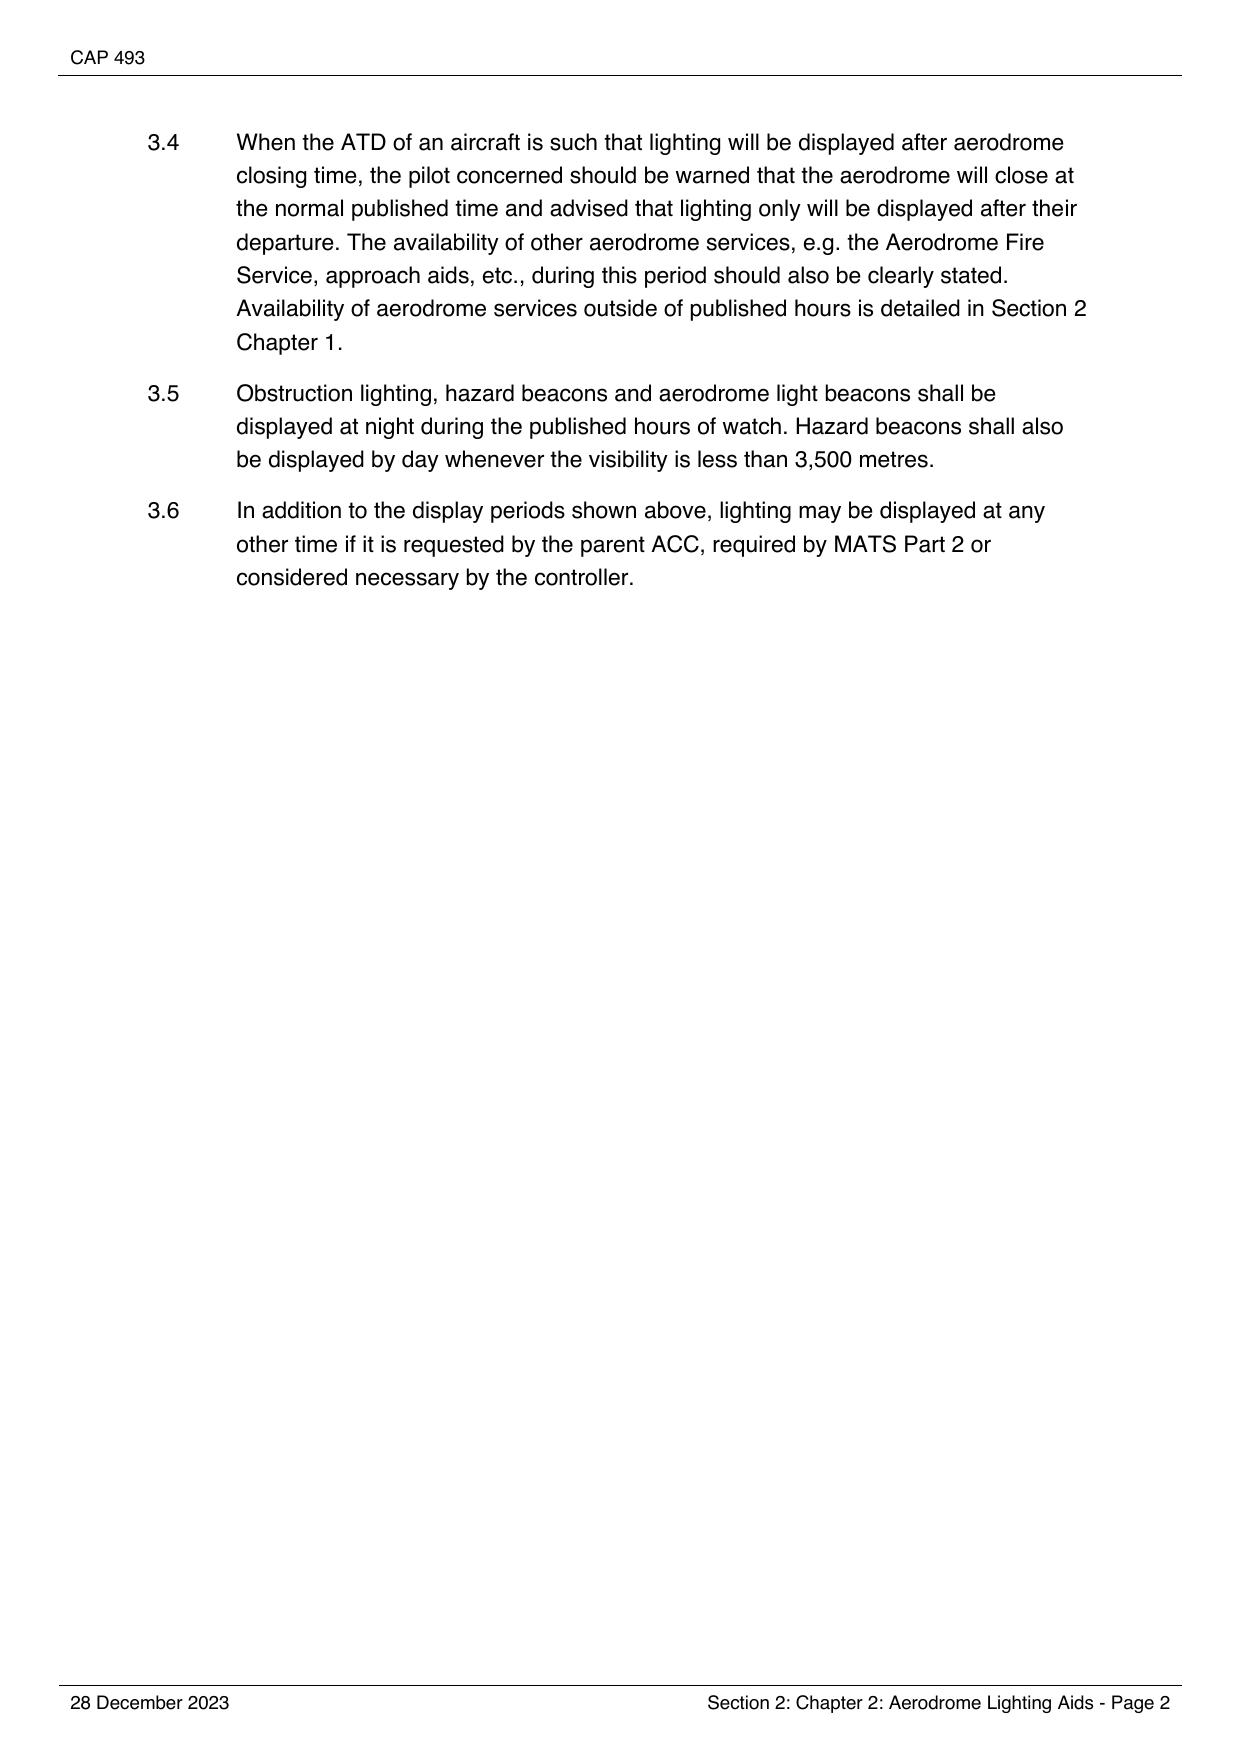 CAP 493
3.4 When the ATD of an aircraft is such that lighting will be displayed after aerodrome
closing time, the pilot concerned should be warned that the aerodrome will close at
the normal published time and advised that lighting only will be displayed after their
departure. The availability of other aerodrome services, e.g. the Aerodrome Fire
Service, approach aids, etc., during this period should also be clearly stated.
Availability of aerodrome services outside of published hours is detailed in Section 2
Chapter 1.
3.5 Obstruction lighting, hazard beacons and aerodrome light beacons shall be
displayed at night during the published hours of watch. Hazard beacons shall also
be displayed by day whenever the visibility is less than 3,500 metres.
3.6 In addition to the display periods shown above, lighting may be displayed at any
other time if it is requested by the parent ACC, required by MATS Part 2 or
considered necessary by the controller.
28 December 2023 Section 2: Chapter 2: Aerodrome Lighting Aids - Page 2